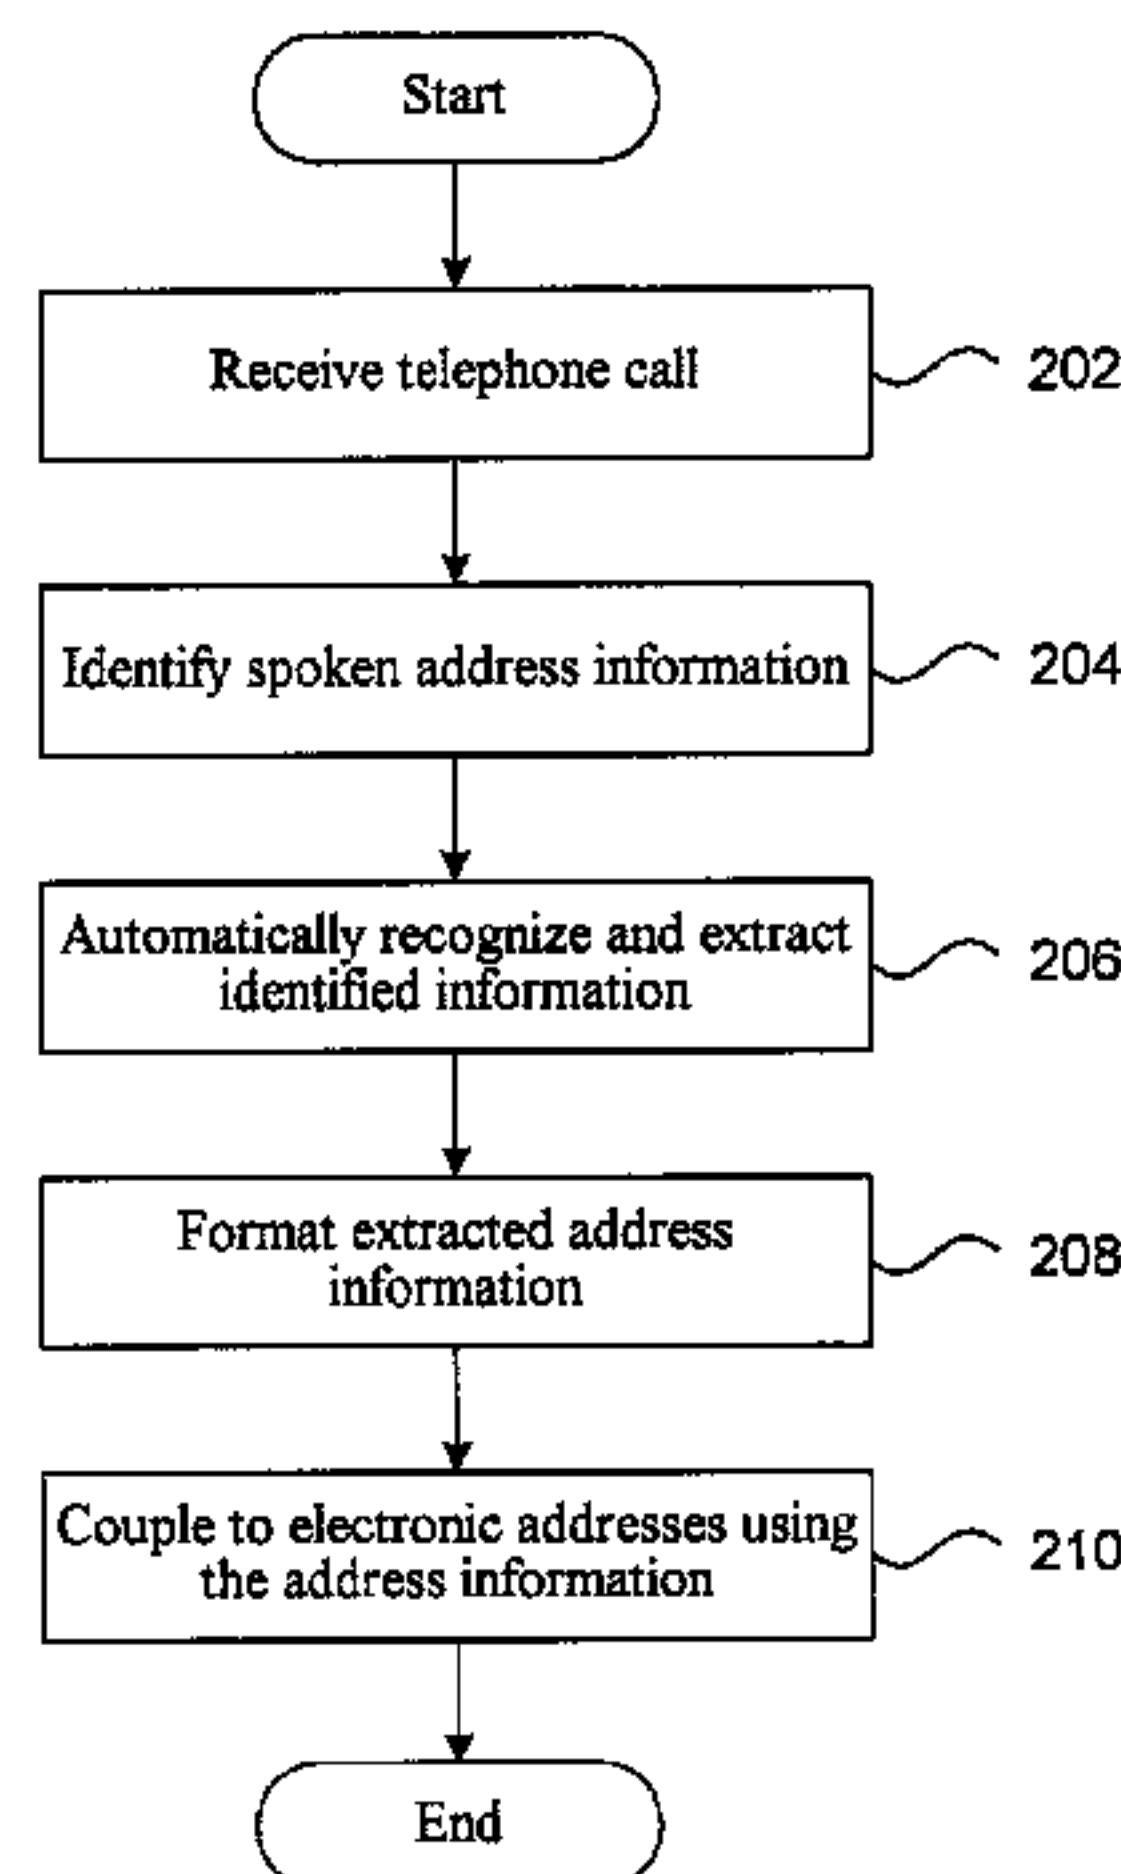 Start
Receive telephone call
202
Identify spoken address information
204
Automatically recognize and extract
identified information
206
Format extracted address
information
208
Couple to electronic addresses using
the address information
210
End